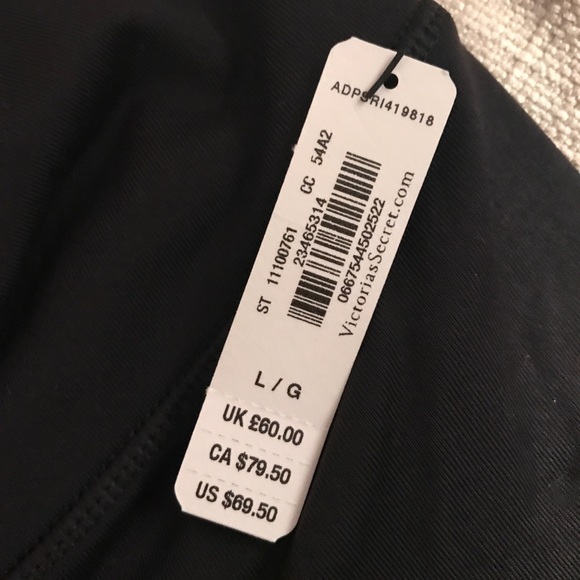 ADPSRI419818
ST 11100761 CC 54A2
23465314
0667544502522
VictoriasSecret.com
L / G
UK £60.00
CA $79.50
US $69.50